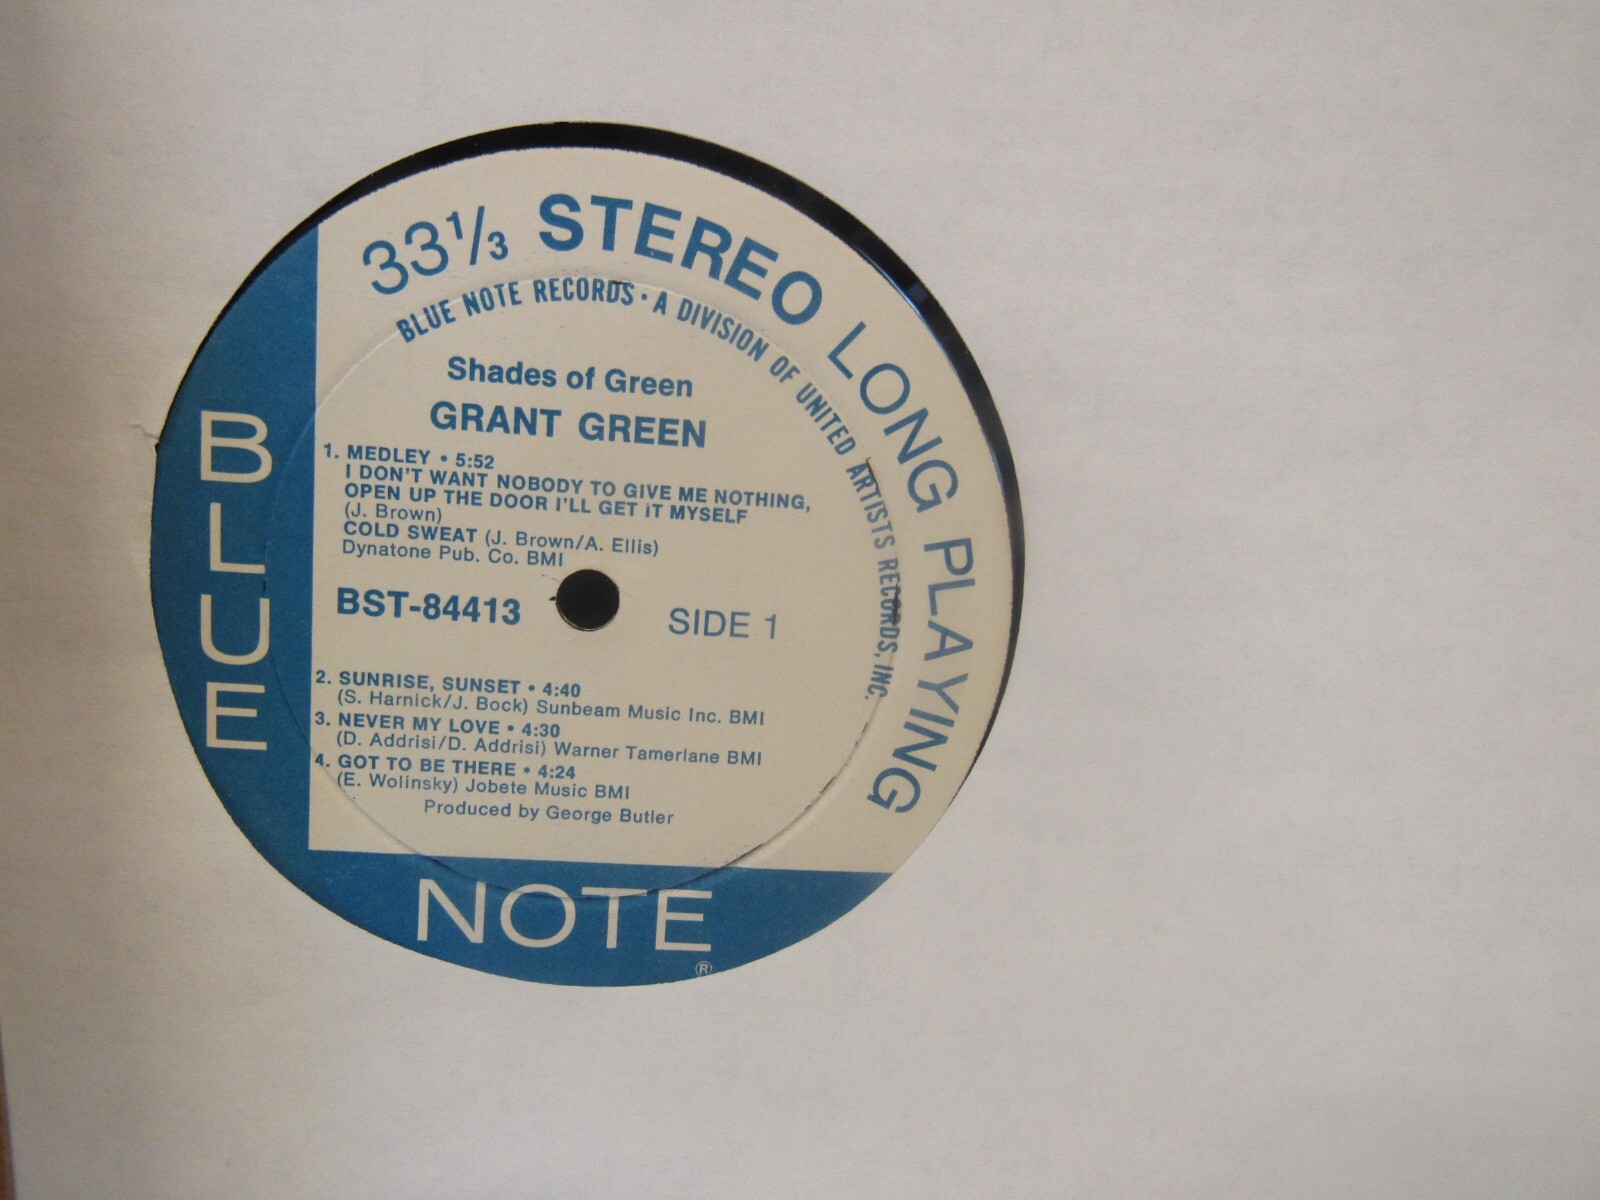 33 1/3 STEREO LONG PLAYING
BLUE NOTE RECORDS · A DIVISION OF UNITED ARTISTS RECORDS, INC.
Shades of Green
GRANT GREEN
1. MEDLEY • 5:52
I DON'T WANT NOBODY TO GIVE ME NOTHING,
OPEN UP THE DOOR I'LL GET iT MYSELF
(J. Brown)
COLD SWEAT (J. Brown/A. Ellis)
Dynatone Pub. Co. BMI
BST-84413
SIDE 1
2. SUNRISE, SUNSET • 4:40
(S. Harnick/J. Bock) Sunbeam Music Inc. BMI
3. NEVER MY LOVE • 4:30
(D. Addrisi/D. Addrisi) Warner Tamerlane BMI
4. GOT TO BE THERE • 4:24
(E. Wolinsky) Jobete Music BMI
Produced by George Butler
BLUE
NOTE
®